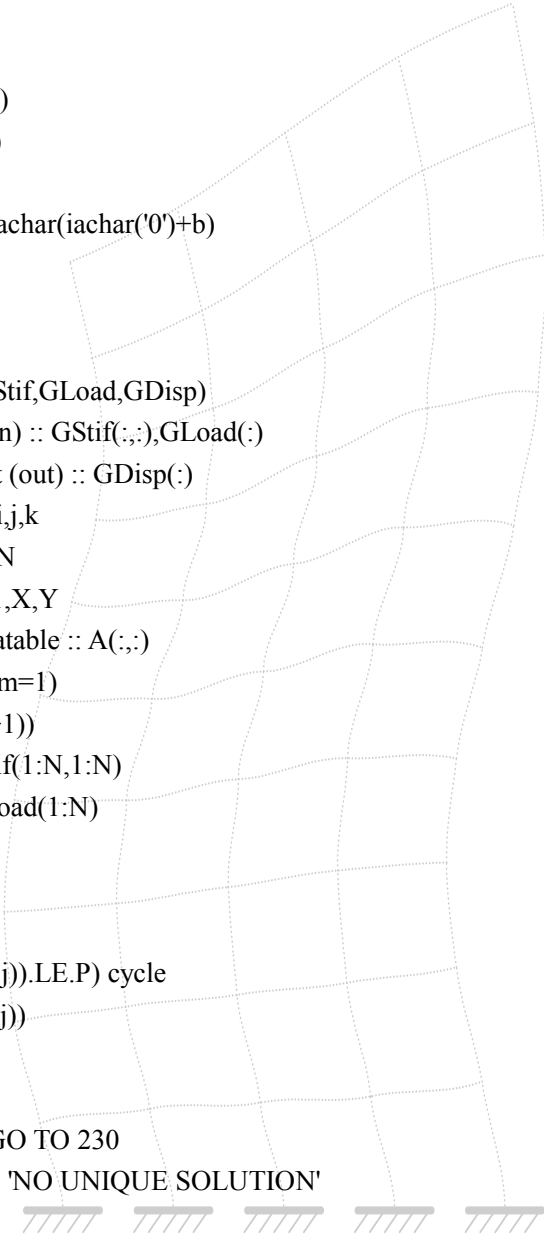 )
)
achar(iachar('0')+b)
Stif,GLoad,GDisp)
n) :: GStif(:,:),GLoad(:)
t (out) :: GDisp(:)
i,j,k
N
,X,Y
atable :: A(:,:)
m=1)
1))
if(1:N,1:N)
oad(1:N)
j)).LE.P) cycle
j))
GO TO 230
'NO UNIQUE SOLUTION'